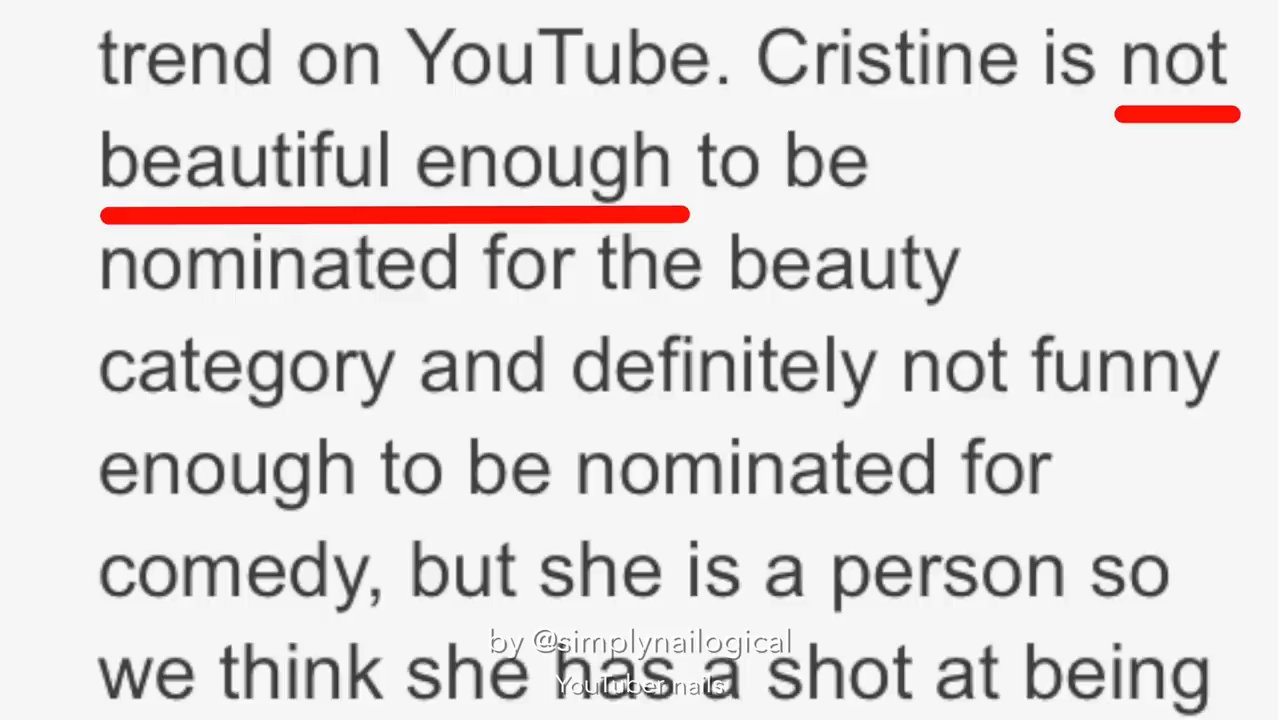 trend on YouTube. Cristine is not
beautiful enough to be
nominated for the beauty
category and definitely not funny
enough to be nominated for
comedy, but she is a person so
by @simplynailogical
we think she has a shot at being
YouTuber nails